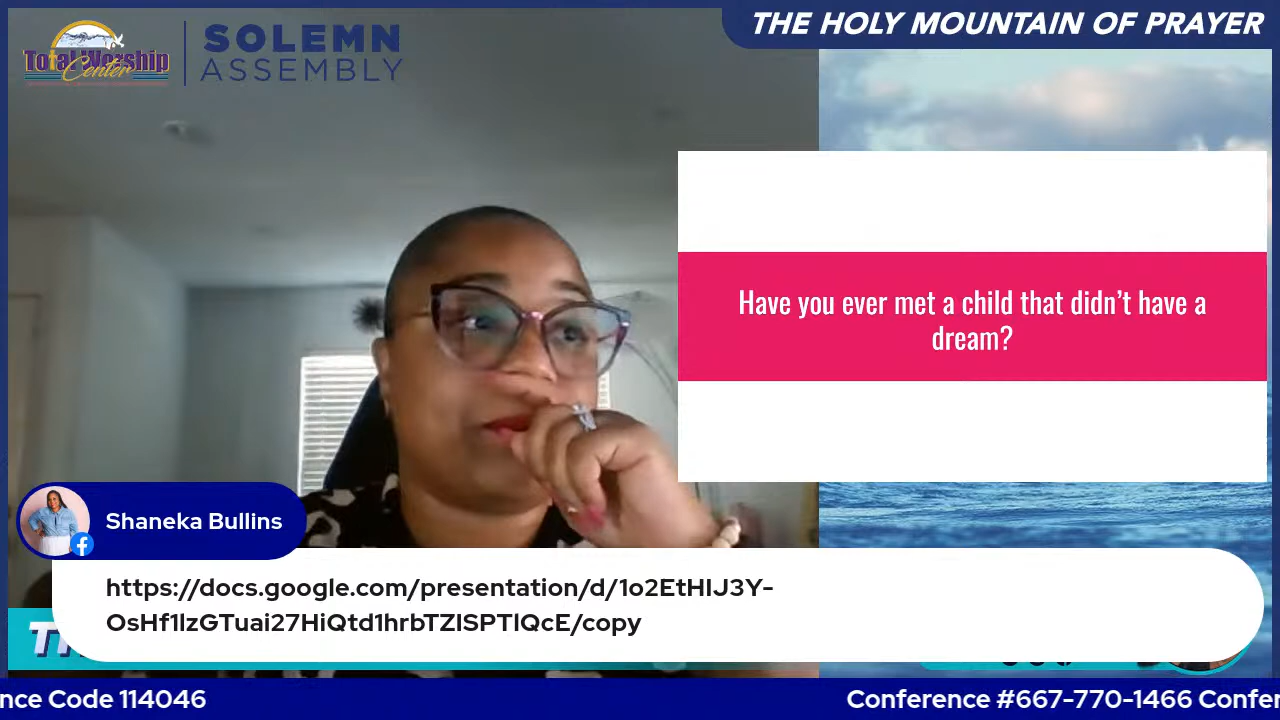 Total Worship
Center
SOLEMN
ASSEMBLY
THE HOLY MOUNTAIN OF PRAYER
Have you ever met a child that didn't have a
dream?
Shaneka Bullins
https://docs.google.com/presentation/d/1o2EtHIJ3Y-
OsHf1lzGTuai27HiQtd1hrbTZISPTlQcE/copy
nce Code 114046
Conference #667-770-1466 Confer